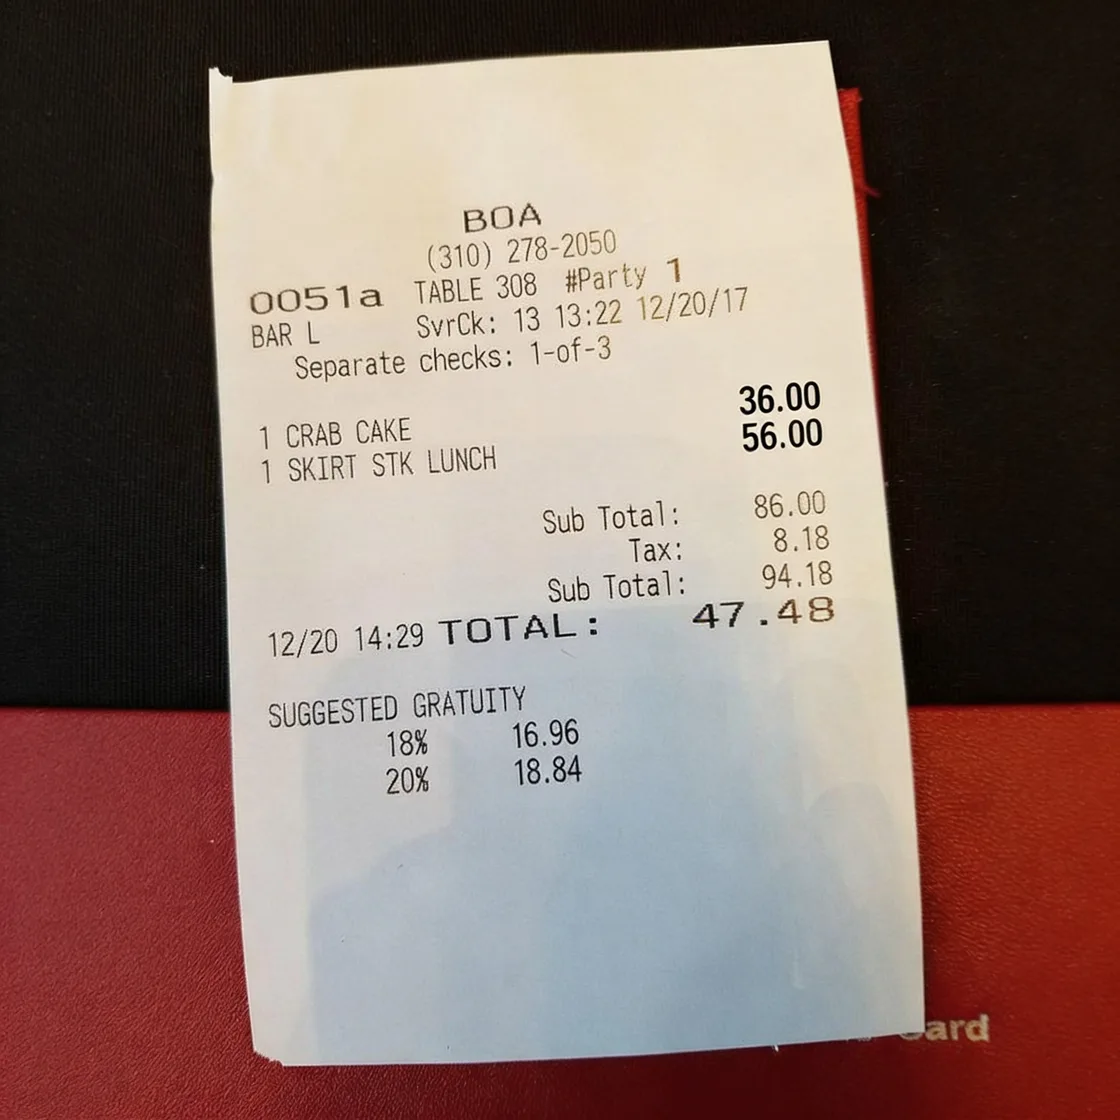 BOA
(310) 278-2050
0051a TABLE 308 #Party 1
BAR L SvrCk: 13 13:22 12/20/17
Separate checks: 1-of-3
1 CRAB CAKE 36.00
1 SKIRT STK LUNCH 56.00
Sub Total: 86.00
Tax: 8.18
Sub Total: 94.18
12/20 14:29 TOTAL: 47.48
SUGGESTED GRATUITY
18% 16.96
20% 18.84